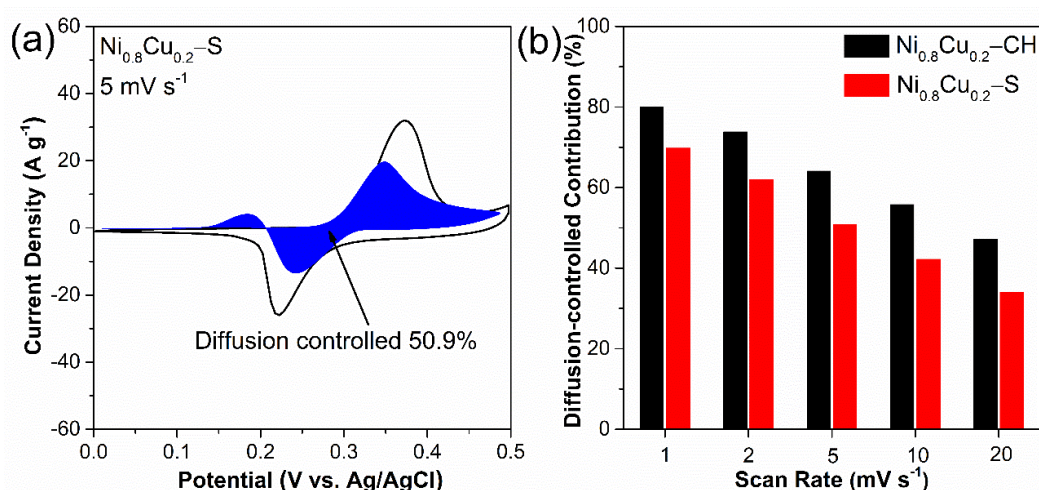 (a)
Ni0.8Cu0.2–S
5 mV s-1
Diffusion controlled 50.9%
Current Density (A g-1)
60
40
20
0
-20
-40
-60
0.0 0.1 0.2 0.3 0.4 0.5
Potential (V vs. Ag/AgCl)
(b)
Ni0.8Cu0.2–CH
Ni0.8Cu0.2–S
Diffusion-controlled Contribution (%)
100
80
60
40
20
0
1 2 5 10 20
Scan Rate (mV s-1)